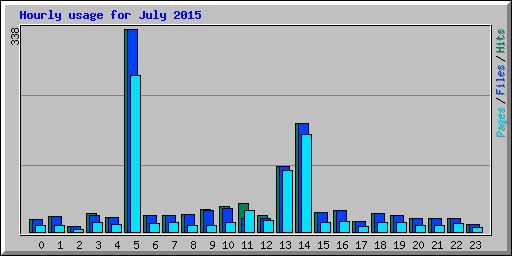 Hourly usage for July 2015
338
Pages / Files / Hits
0 1 2 3 4 5 6 7 8 9 10 11 12 13 14 15 16 17 18 19 20 21 22 23